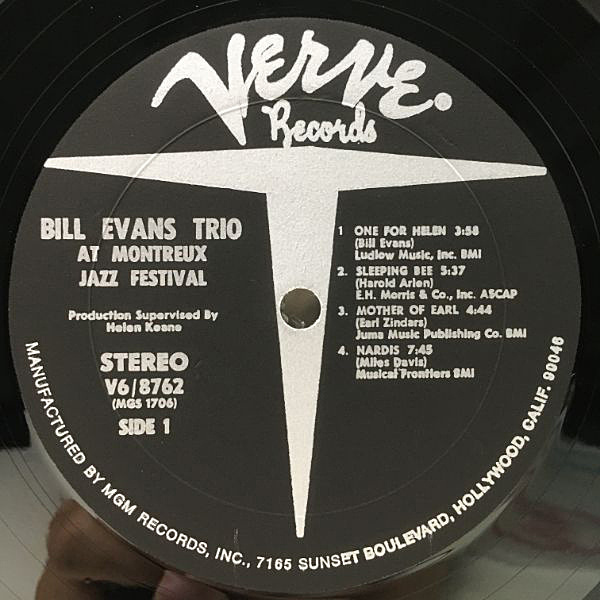 Verve
Records
BILL EVANS TRIO
AT MONTREUX
JAZZ FESTIVAL
Production Supervised By
Helen Keane
STEREO
V6/8762
(MGS 1706)
SIDE 1
1 ONE FOR HELEN 3:58
(Bill Evans)
Ludlow Music, Inc. BMI
2. SLEEPING BEE 5:37
(Harold Arlen)
E.H. Morris & Co., Inc. ASCAP
3. MOTHER OF EARL 4:44
(Earl Zindars)
Juma Music Publishing Co. BMI
4. NARDIS 7:45
(Miles Davis)
Musical Frontiers BMI
MANUFACTURED BY MGM RECORDS, INC., 7165 SUNSET BOULEVARD, HOLLYWOOD, CALIF. 90046